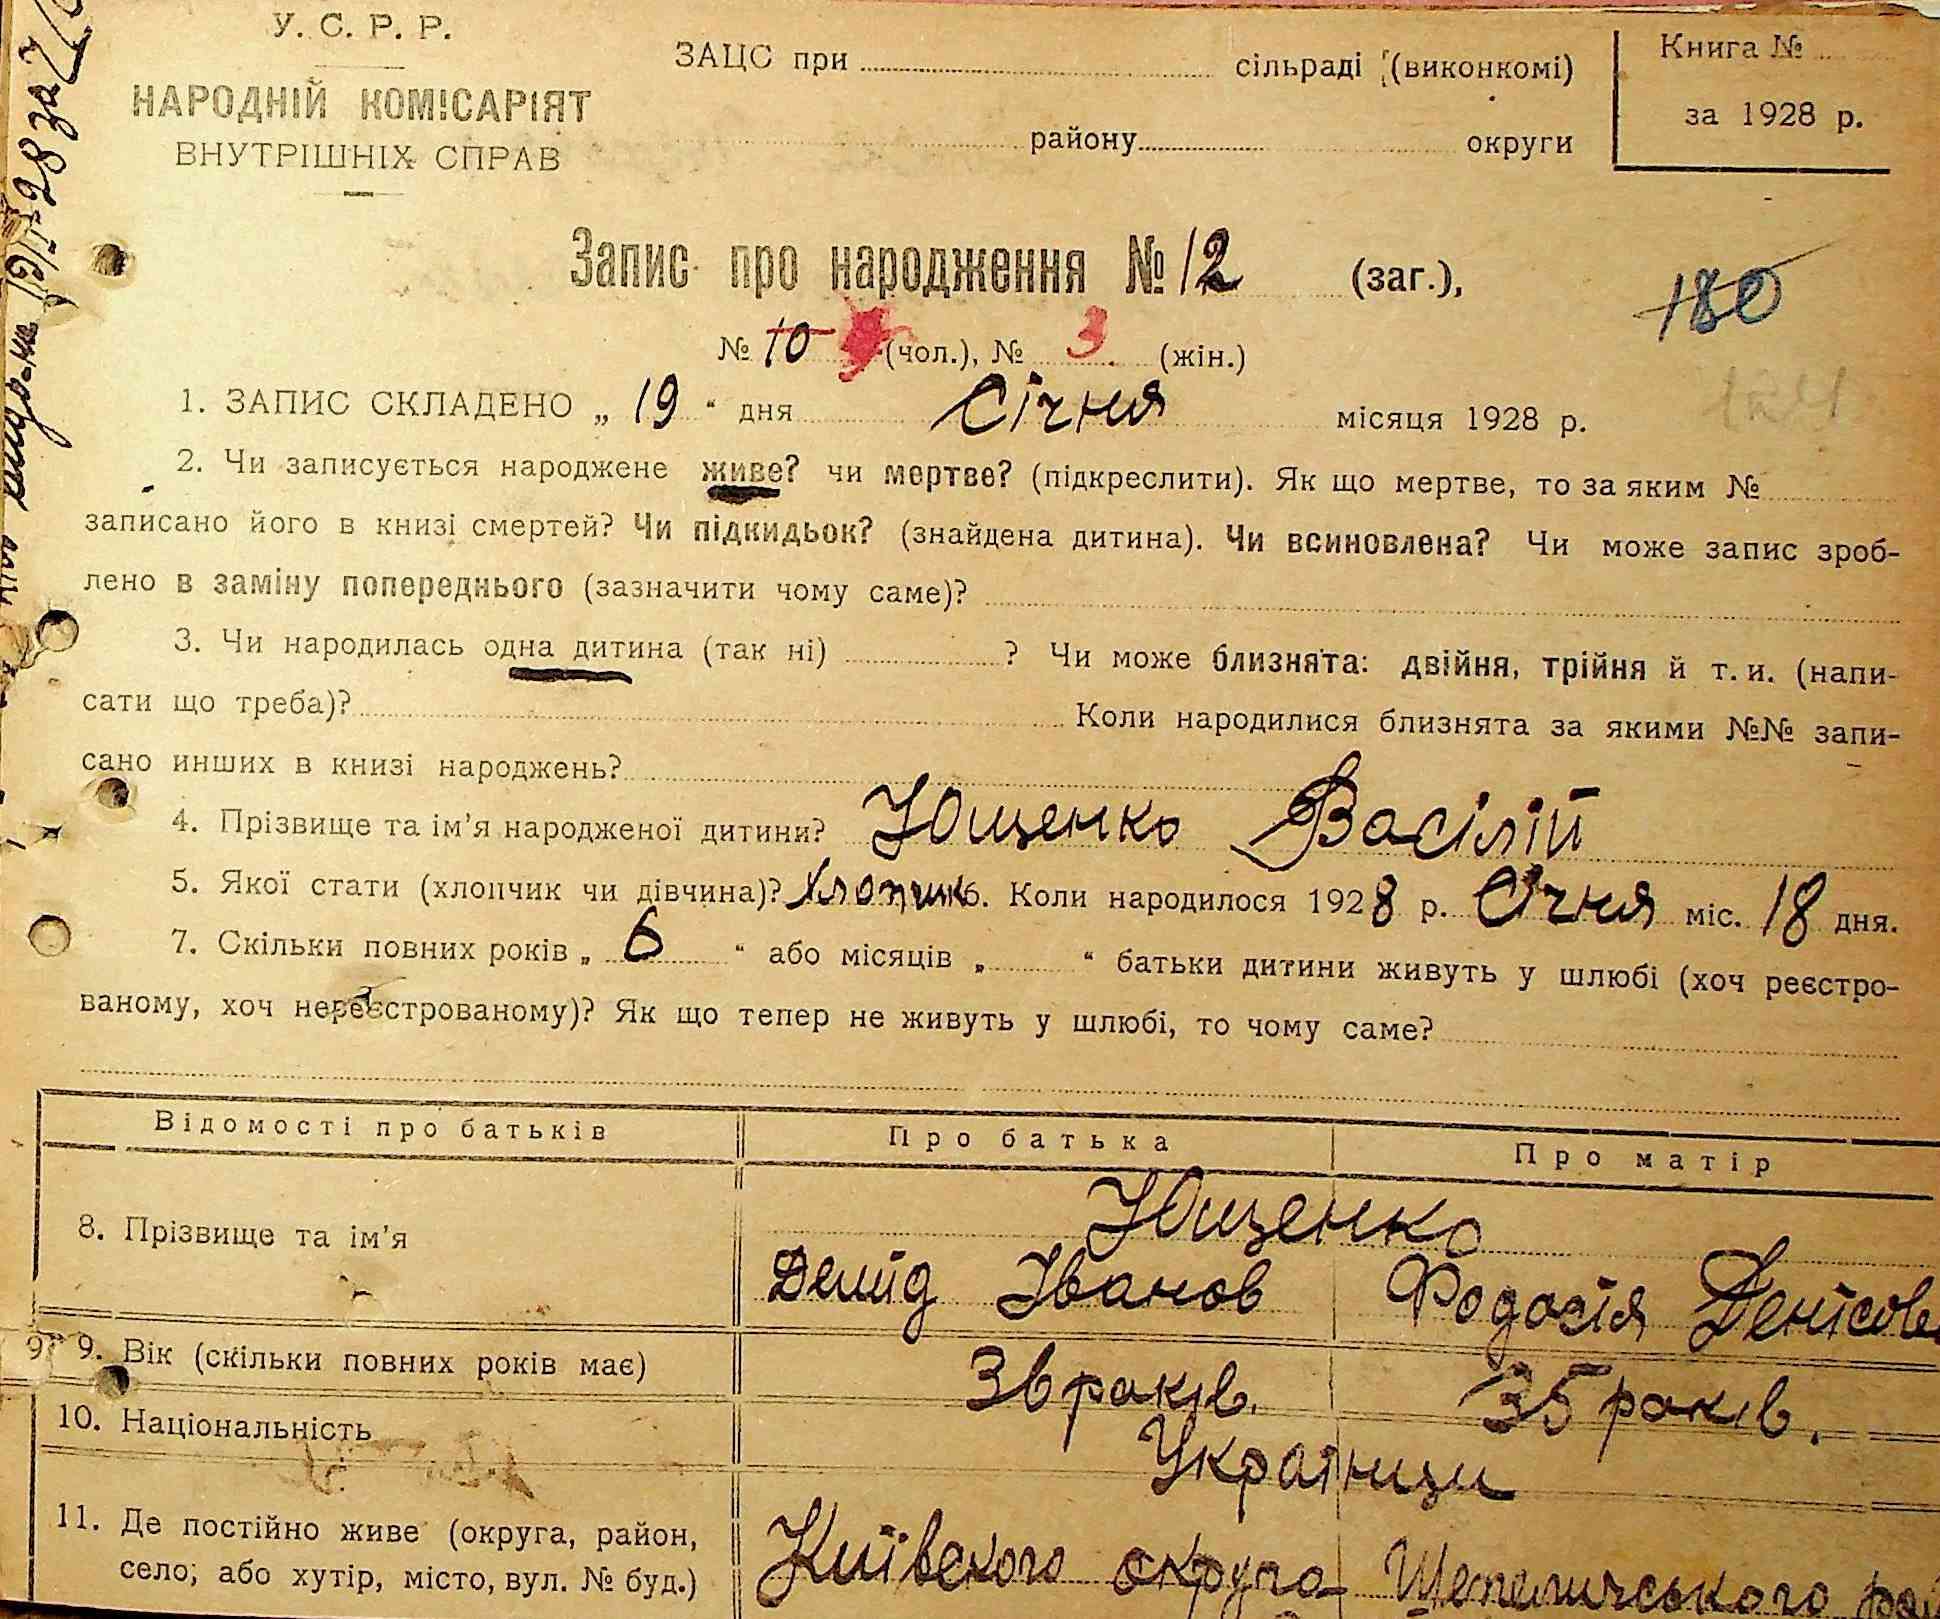 У. С. Р. Р.
НАРОДНІЙ КОМІСАРІЯТ
ВНУТРІШНІХ СПРАВ
ЗАЦС при сільраді (виконкомі)
району округи
Книга №
за 1928 р.
Запис про народження № 12 (заг.),
180
№ 10 (чол.), № 3 (жін.)
124
1. ЗАПИС СКЛАДЕНО „ 19 “ дня Січня місяця 1928 р.
2. Чи записується народжене живе? чи мертве? (підкреслити). Як що мертве, то за яким №
записано його в книзі смертей? Чи підкидьок? (знайдена дитина). Чи всиновлена? Чи може запис зроб-
лено в заміну попереднього (зазначити чому саме)?
3. Чи народилась одна дитина (так ні) ? Чи може близнята: двійня, трійня й т. и. (напи-
сати що треба)? Коли народилися близнята за якими №№ запи-
сано инших в книзі народжень?
4. Прізвище та ім’я народженої дитини? Ющенко Васілій
5. Якої стати (хлопчик чи дівчина)? хлопчик 6. Коли народилося 1928 р. Січня міс. 18 дня.
7. Скільки повних років „ 6 “ або місяців „ “ батьки дитини живуть у шлюбі (хоч реєстро-
ваному, хоч нереєстрованому)? Як що тепер не живуть у шлюбі, то чому саме?
Відомості про батьків Про батька Про матір
8. Прізвище та ім’я Ющенко
Демид Іванов Федосія Денісов
9. Вік (скільки повних років має) 36 років. 35 років.
10. Національність Українци
11. Де постійно живе (округа, район,
село; або хутір, місто, вул. № буд.)
Київского округа Шепелического рай